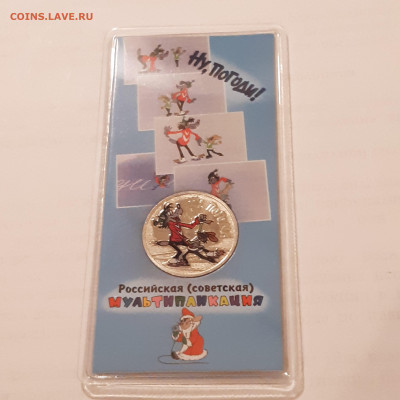 COINS.LAVE.RU
Ну, погоди!
Российская (советская)
мультипликация